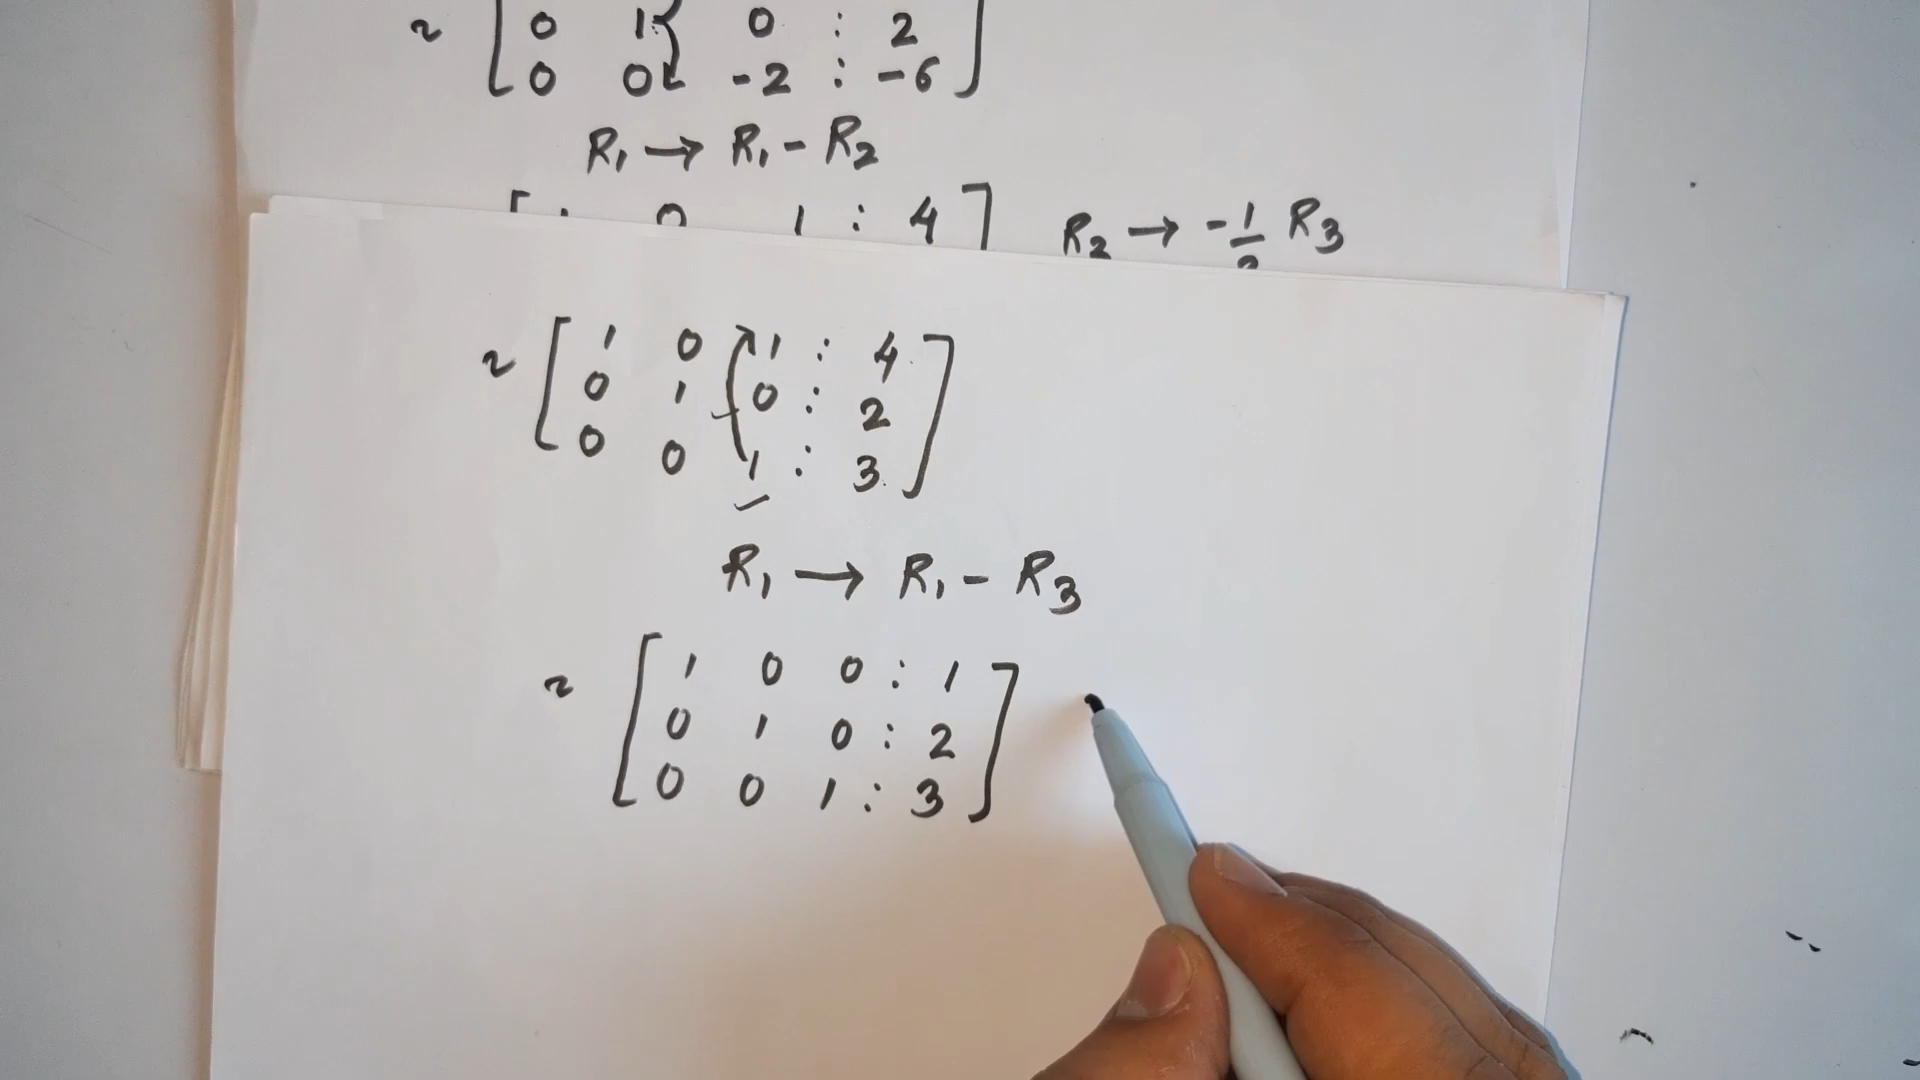 ~ [ 0 1 0 : 2
0 0 -2 : -6 ]
R₁ → R₁ - R₂
[ 1 0 1 : 4 ] R₂ → -1/2 R₃
~ [ 1 0 1 : 4
0 1 0 : 2
0 0 1 : 3 ]
R₁ → R₁ - R₃
~ [ 1 0 0 : 1
0 1 0 : 2
0 0 1 : 3 ]